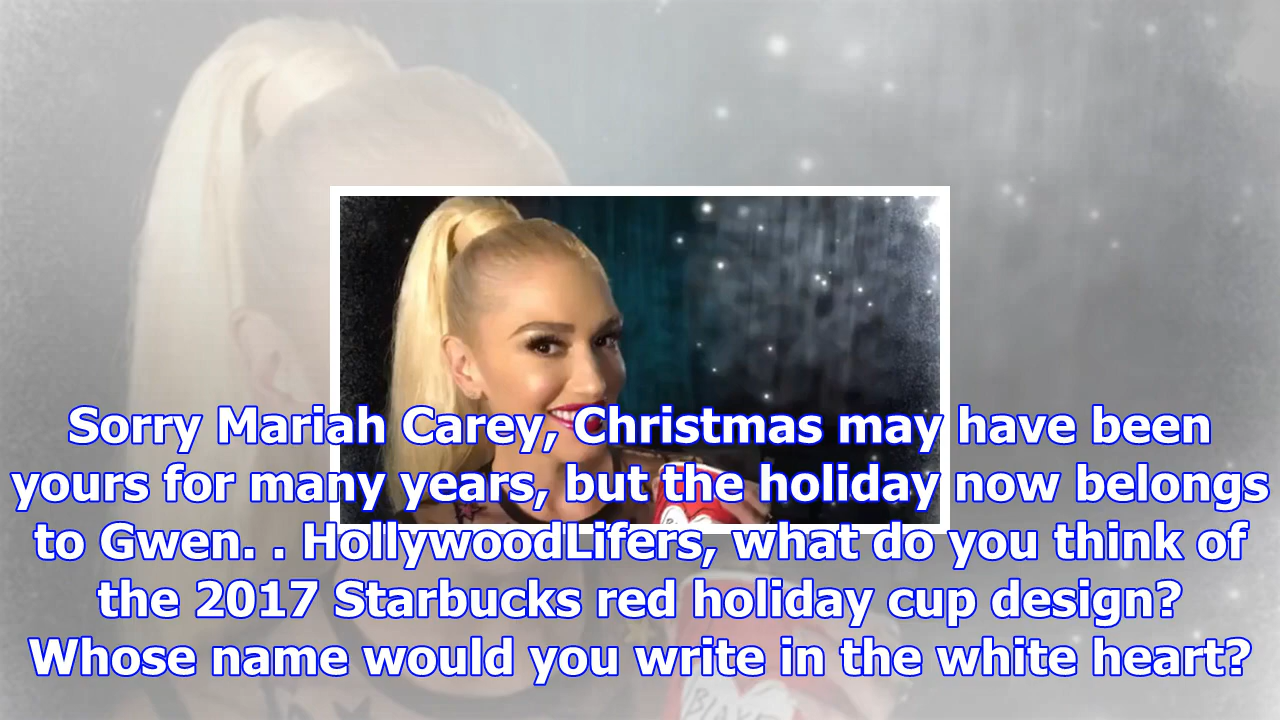 Sorry Mariah Carey, Christmas may have been
yours for many years, but the holiday now belongs
to Gwen. . HollywoodLifers, what do you think of
the 2017 Starbucks red holiday cup design?
Whose name would you write in the white heart?